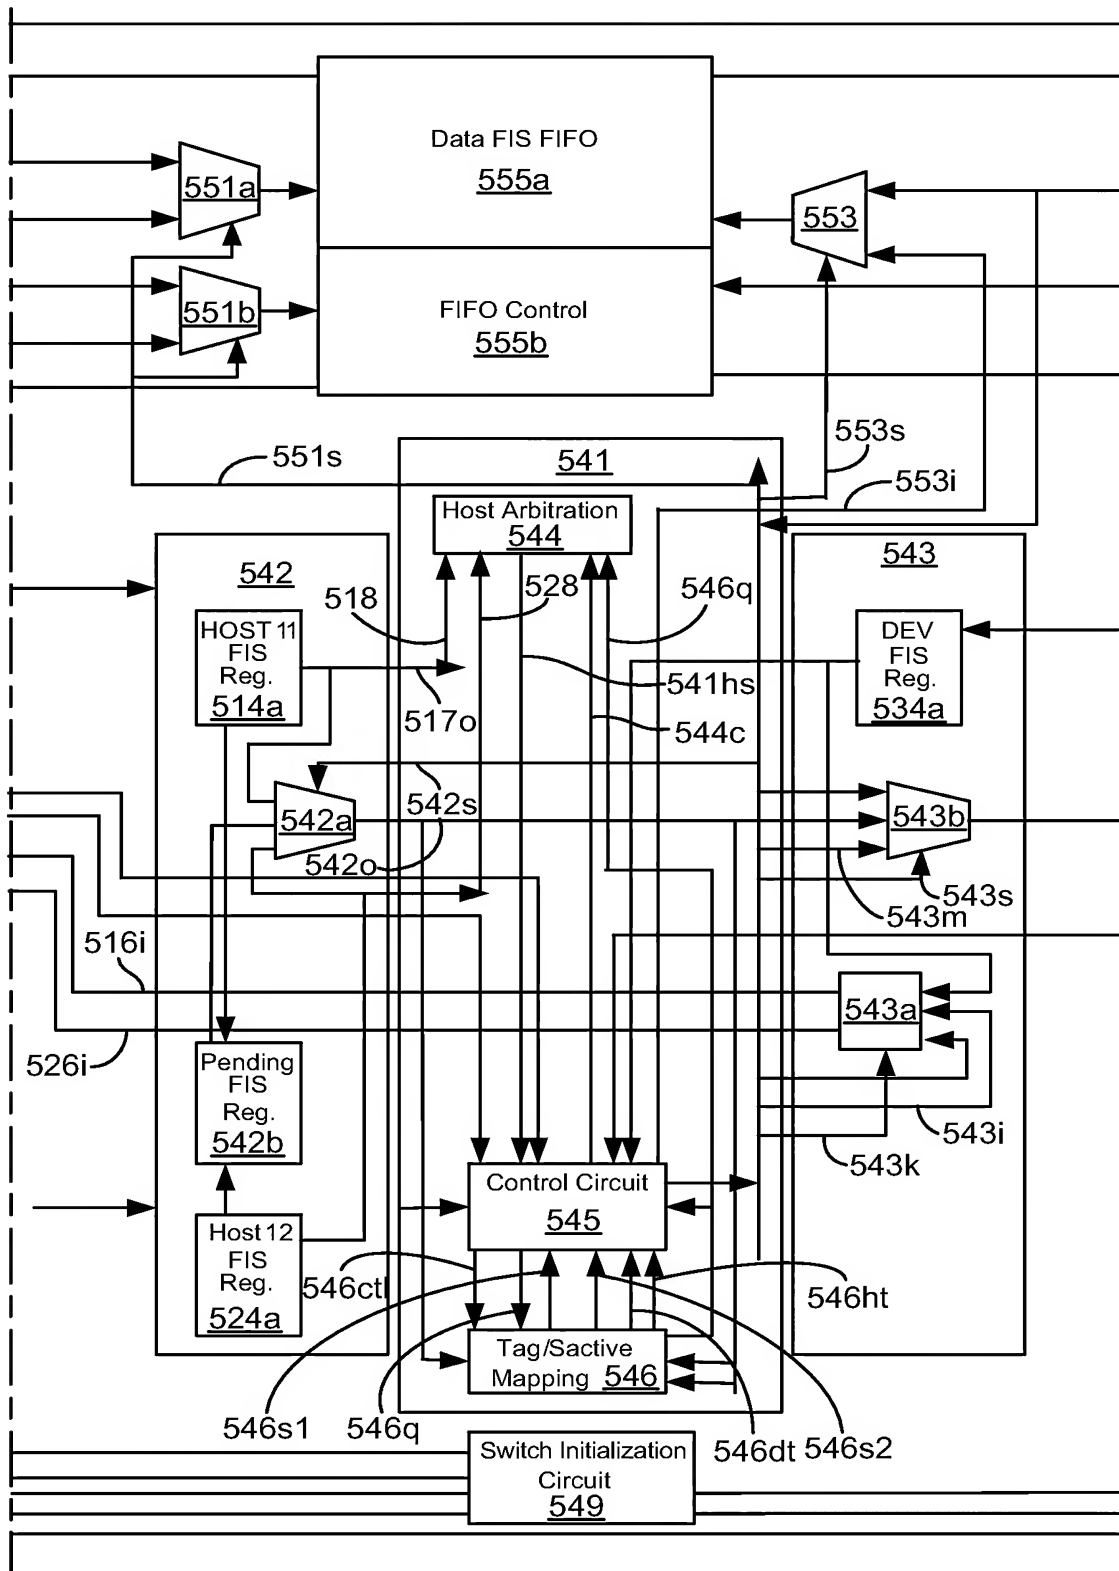 Data FIS FIFO
555a
551a
553
551b
FIFO Control
555b
551s
541
553s
553i
Host Arbitration
544
542
543
518
528
546q
HOST 11
FIS
Reg.
514a
DEV
FIS
Reg.
534a
517o
541hs
544c
542a
542s
542o
543b
543s
543m
516i
543a
526i
Pending
FIS
Reg.
542b
543i
543k
Control Circuit
545
Host 12
FIS
Reg.
524a
546ctl
546ht
Tag/Sactive
Mapping 546
546s1
546q
546dt
546s2
Switch Initialization
Circuit
549